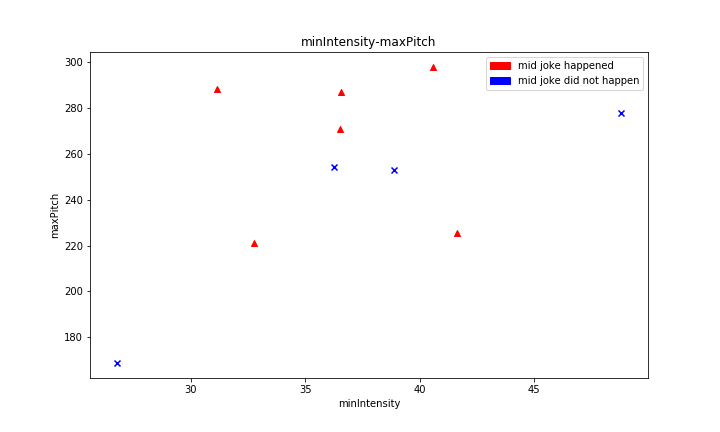 minIntensity-maxPitch
mid joke happened
mid joke did not happen
300
280
260
240
220
200
180
maxPitch
30
35
40
45
minIntensity